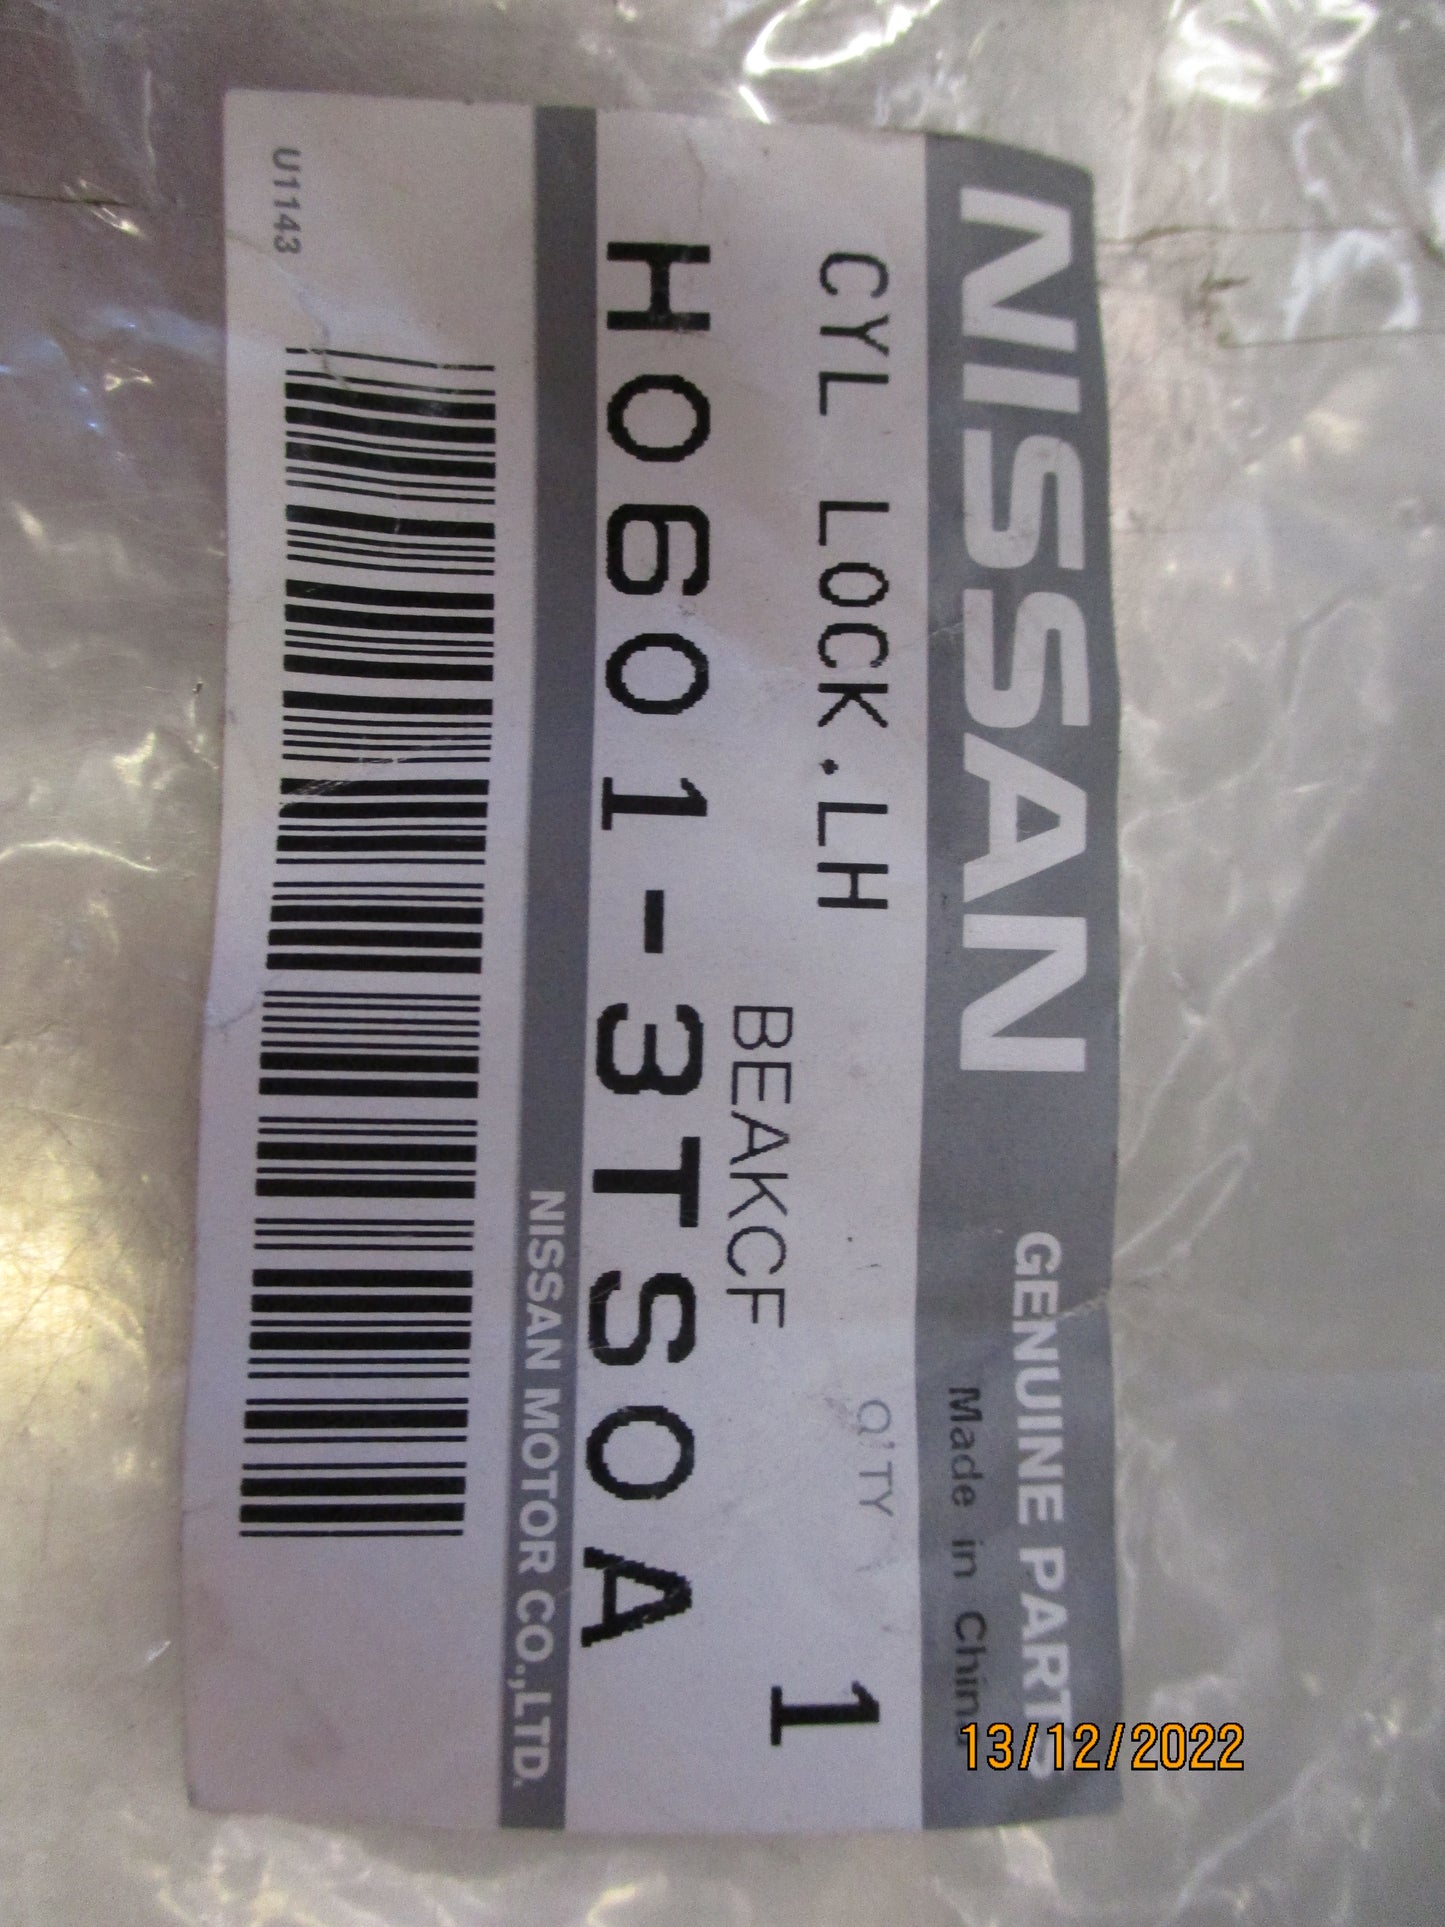 NISSAN GENUINE PARTS
Made in China
CYL LOCK.LH
Q'TY 1
BEAKCF
H0601-3TS0A
NISSAN MOTOR CO.,LTD.
U1143
13/12/2022